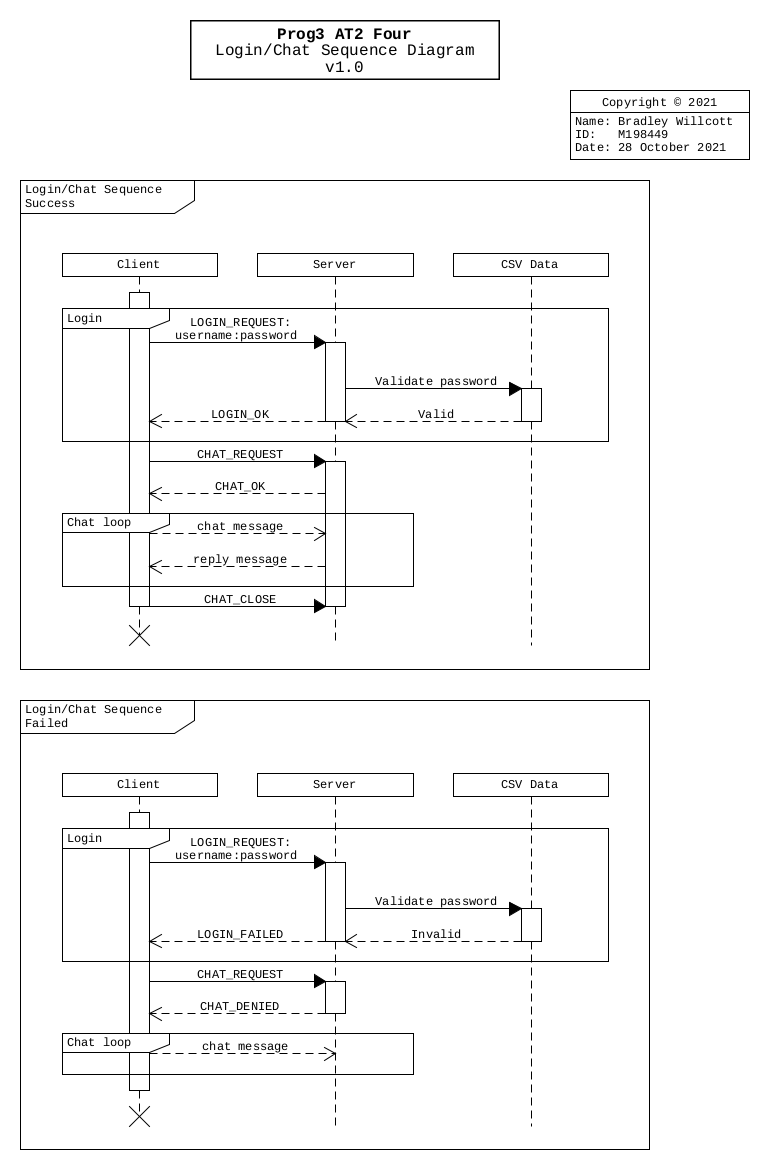 Prog3 AT2 Four
Login/Chat Sequence Diagram
v1.0
Copyright © 2021
Name: Bradley Willcott
ID: M198449
Date: 28 October 2021
Login/Chat Sequence
Success
Client
Server
CSV Data
Login
LOGIN_REQUEST:
username:password
Validate password
LOGIN_OK
Valid
CHAT_REQUEST
CHAT_OK
Chat loop
chat message
reply message
CHAT_CLOSE
Login/Chat Sequence
Failed
Client
Server
CSV Data
Login
LOGIN_REQUEST:
username:password
Validate password
LOGIN_FAILED
Invalid
CHAT_REQUEST
CHAT_DENIED
Chat loop
chat message